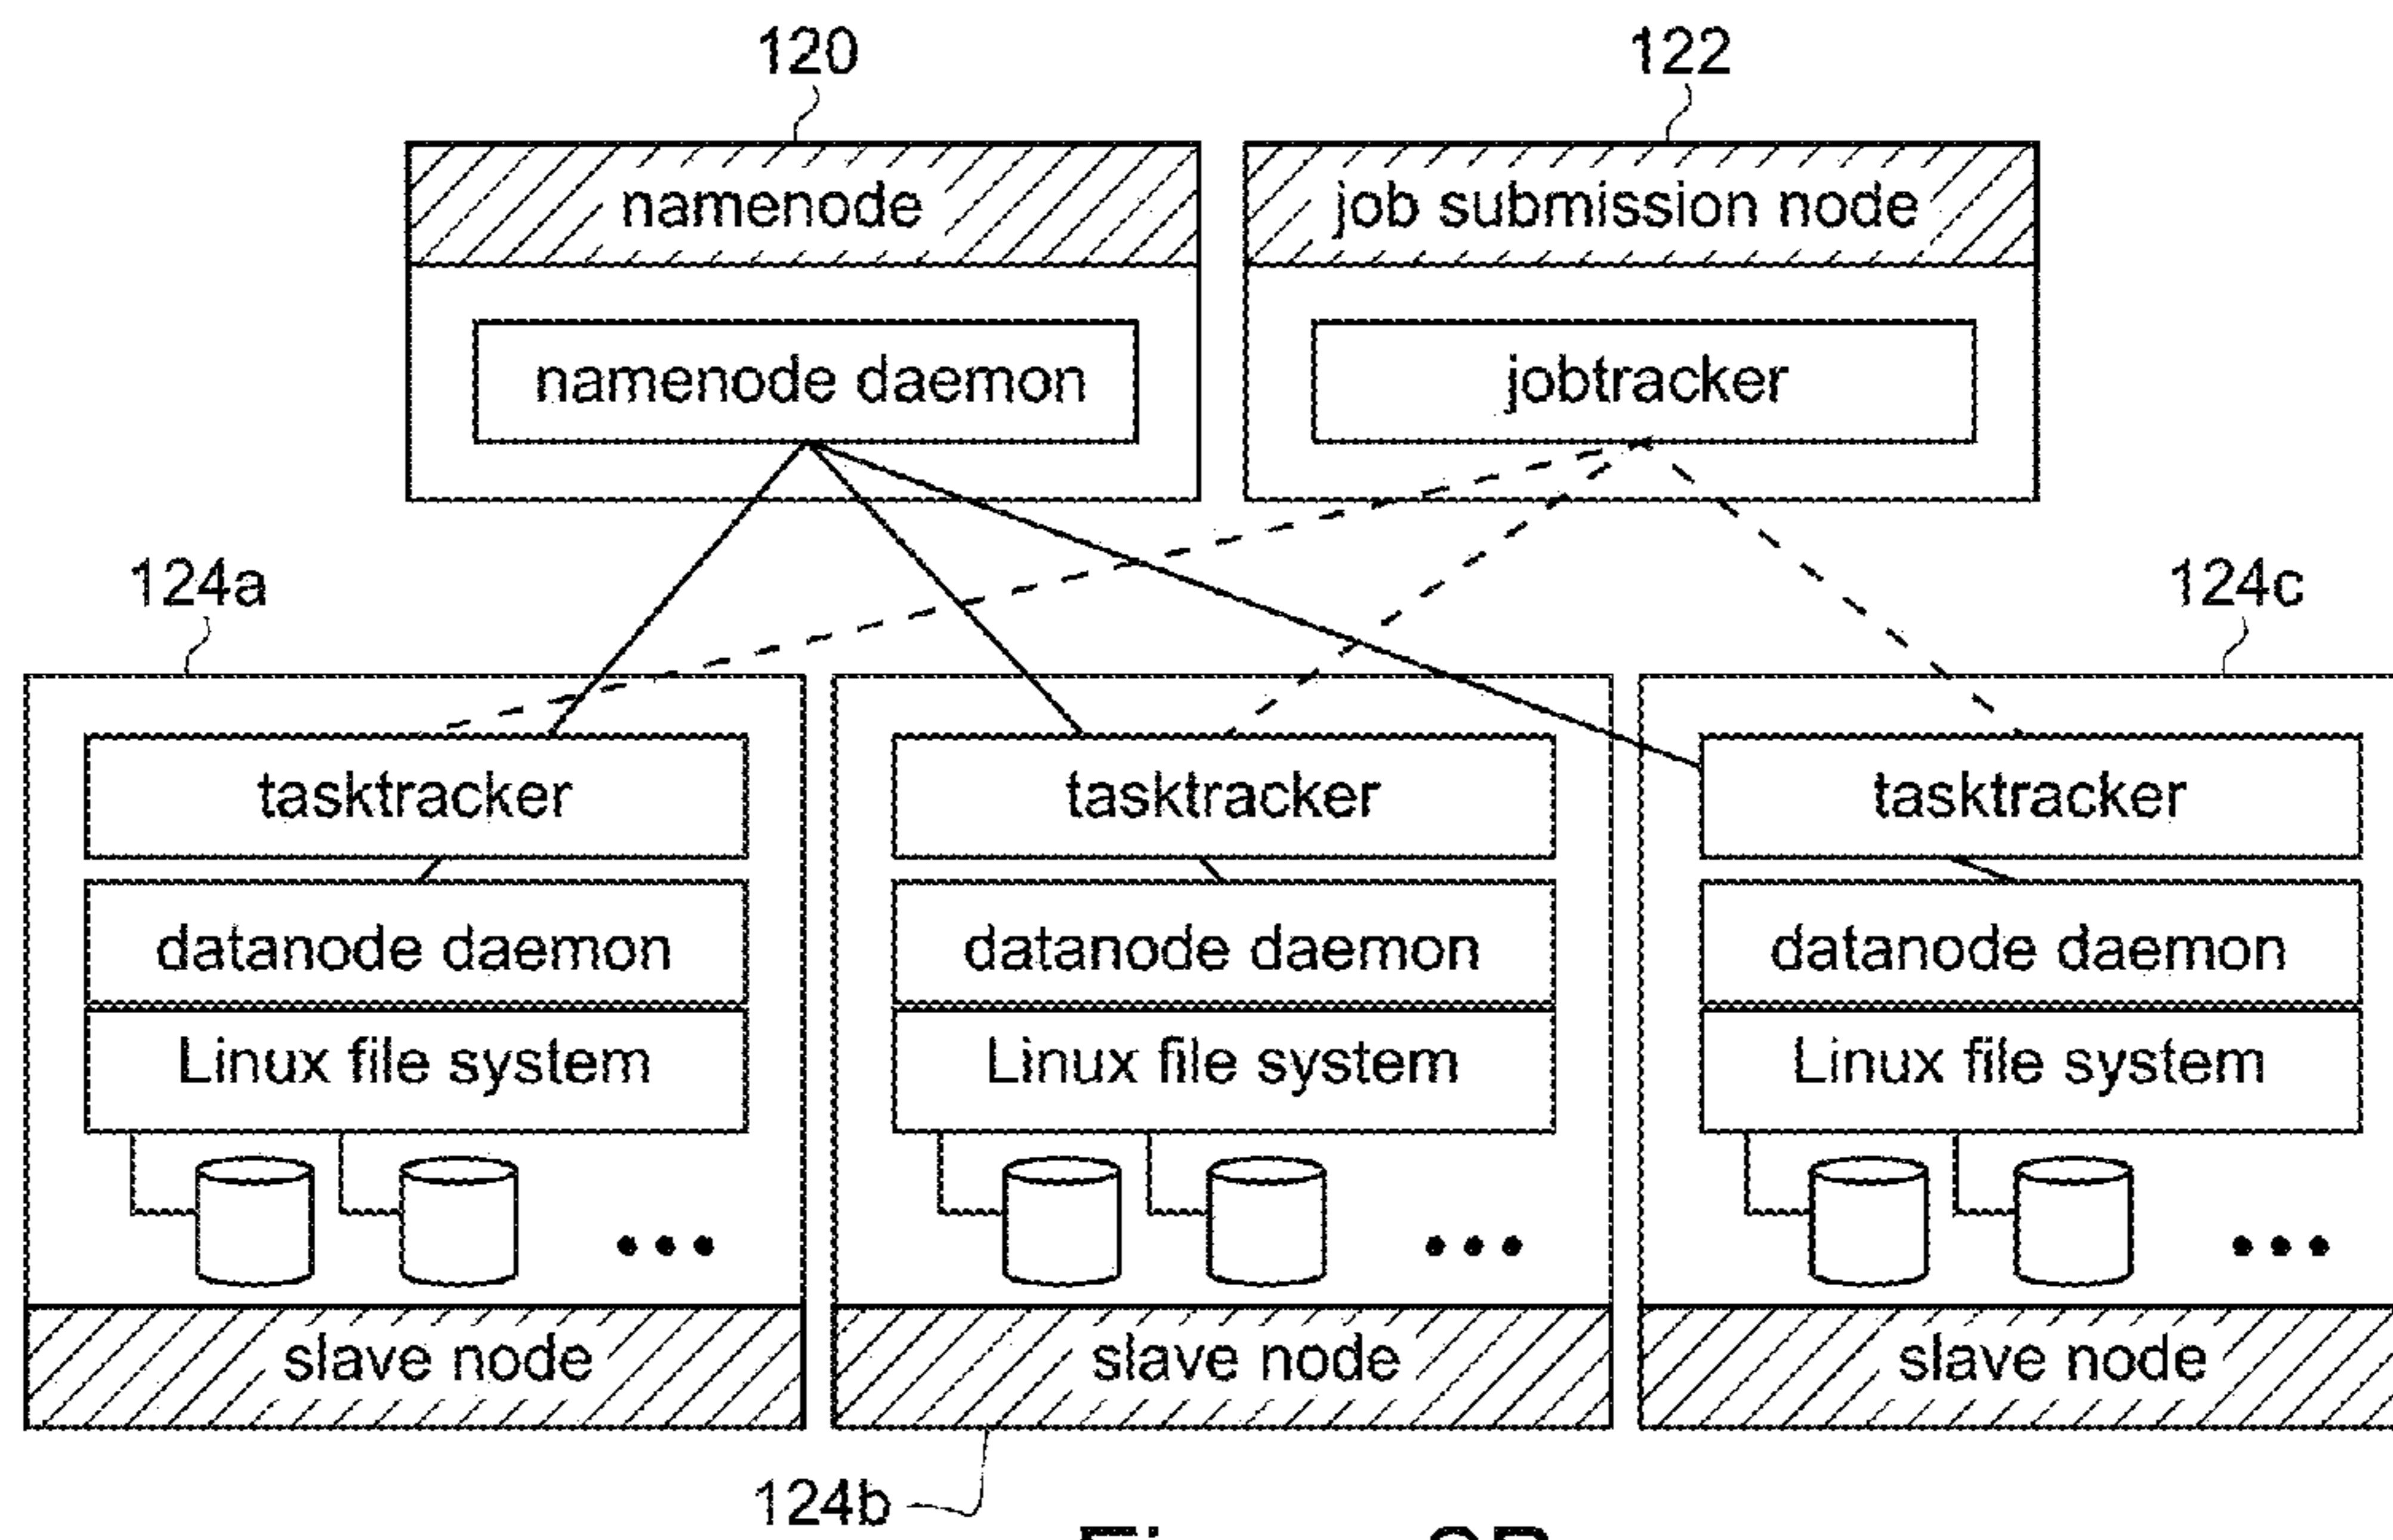 120
122
namenode
job submission node
namenode daemon
jobtracker
124a
124c
tasktracker
tasktracker
tasktracker
datanode daemon
datanode daemon
datanode daemon
Linux file system
Linux file system
Linux file system
slave node
slave node
slave node
124b